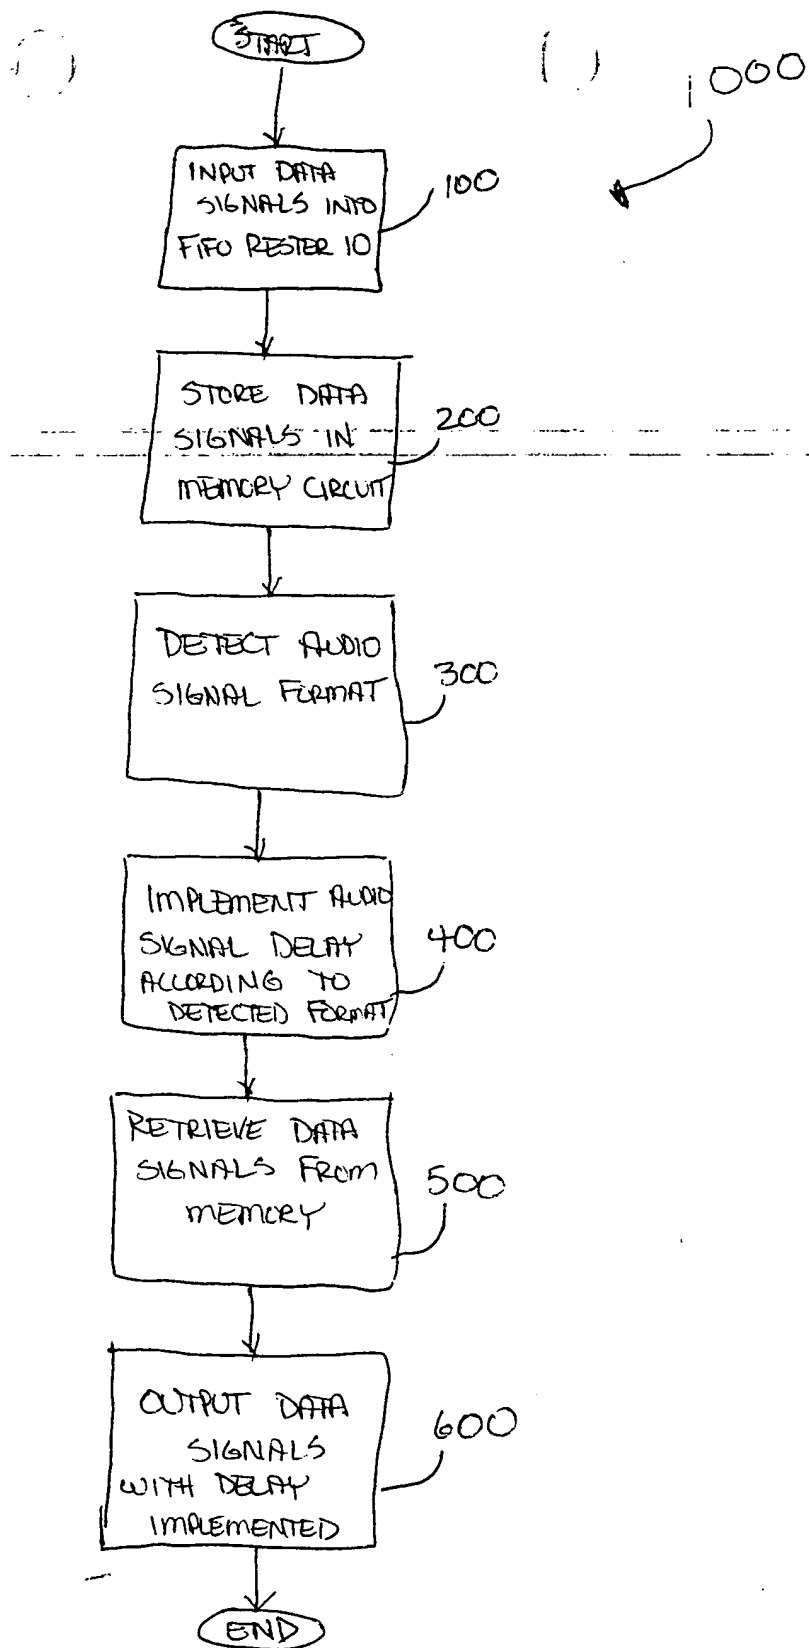 START
1000
INPUT DATA
SIGNALS INTO
FIFO RESTER 10
100
STORE DATA
SIGNALS IN
MEMORY CIRCUIT
200
DETECT AUDIO
SIGNAL FORMAT
300
IMPLEMENT AUDIO
SIGNAL DELAY
ACCORDING TO
DETECTED FORMAT
400
RETRIEVE DATA
SIGNALS FROM
MEMORY
500
OUTPUT DATA
SIGNALS
WITH DELAY
IMPLEMENTED
600
END